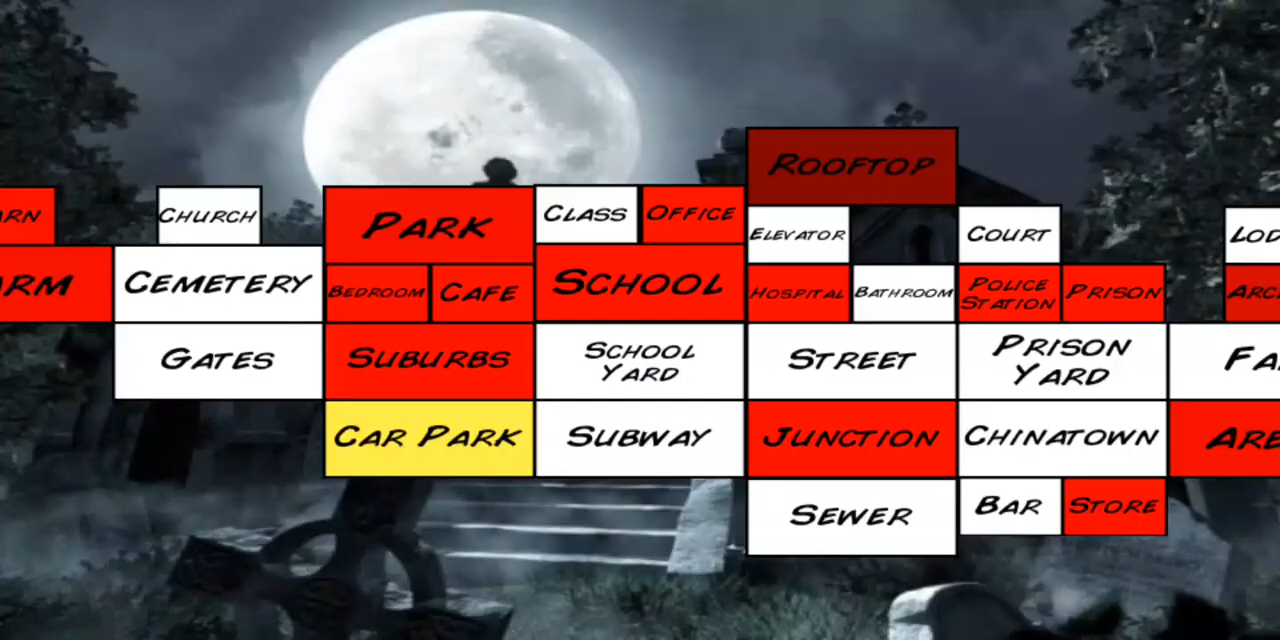 ROOFTOP
CHURCH
PARK
CLASS
OFFICE
ELEVATOR
COURT
CEMETERY
BEDROOM
CAFE
SCHOOL
HOSPITAL
BATHROOM
POLICE
STATION
PRISON
GATES
SUBURBS
SCHOOL
YARD
STREET
PRISON
YARD
CAR PARK
SUBWAY
JUNCTION
CHINATOWN
SEWER
BAR
STORE